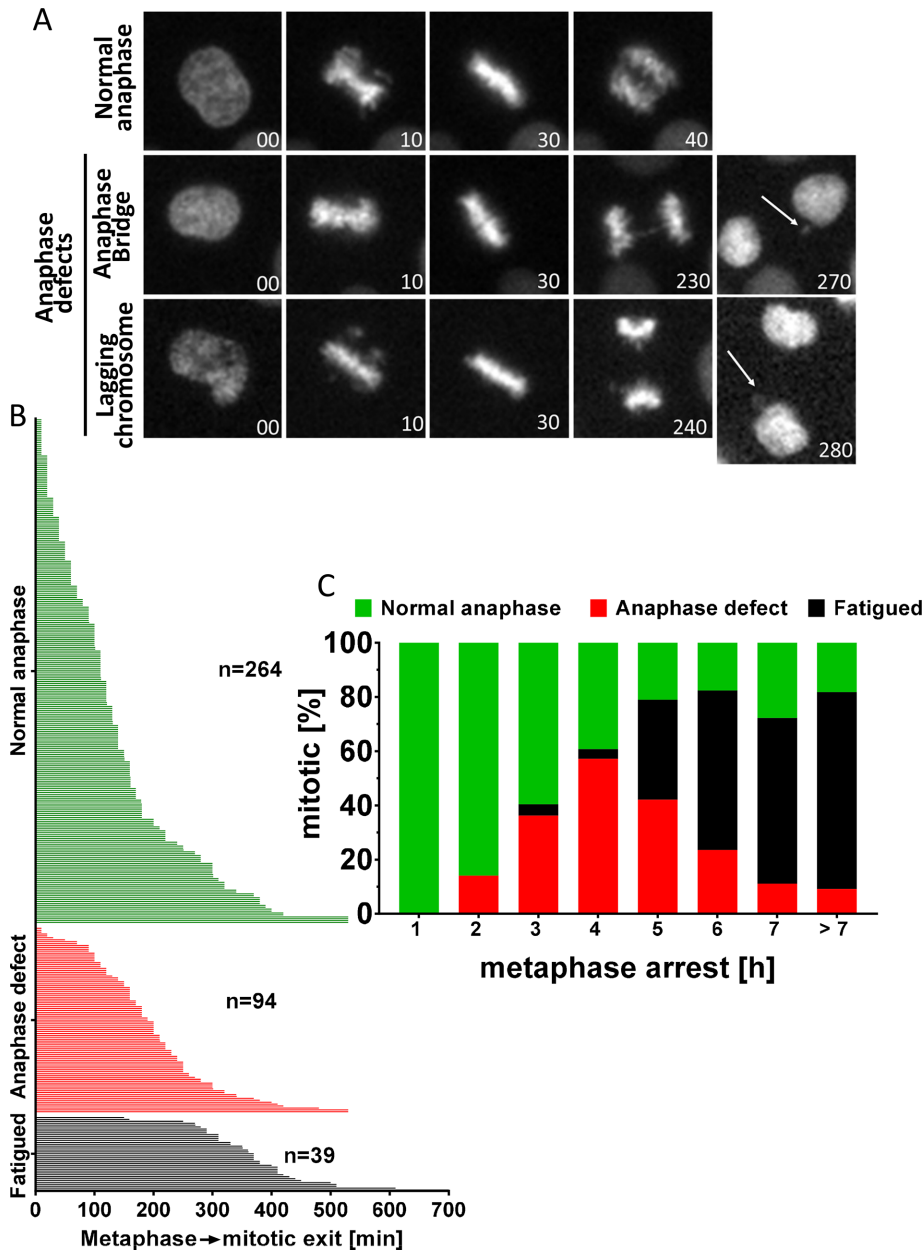 A
Normal
anaphase
00
10
30
40
Anaphase
defects
Anaphase
Bridge
00
10
30
230
270
Lagging
chromosome
00
10
30
240
280
B
Normal anaphase
n=264
Anaphase defect
n=94
Fatigued
n=39
0 100 200 300 400 500 600 700
Metaphase→mitotic exit [min]
C
Normal anaphase Anaphase defect Fatigued
mitotic [%]
100
80
60
40
20
0
1 2 3 4 5 6 7 > 7
metaphase arrest [h]